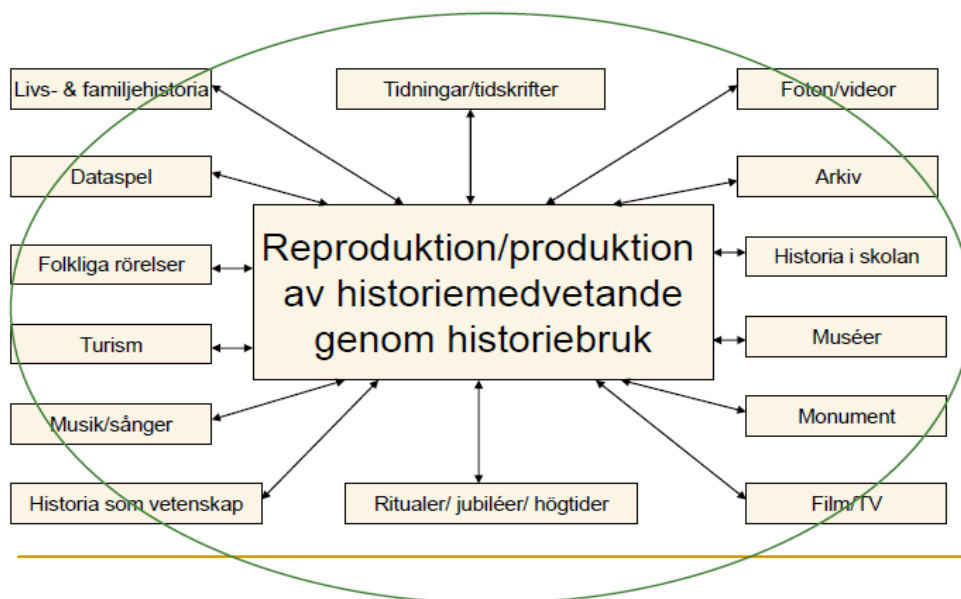 Livs- & familjehistoria
Tidningar/tidskrifter
Foton/videor
Dataspel
Arkiv
Folkliga rörelser
Reproduktion/produktion
av historiemedvetande
genom historiebruk
Historia i skolan
Turism
Muséer
Musik/sånger
Monument
Historia som vetenskap
Ritualer/ jubiléer/ högtider
Film/TV